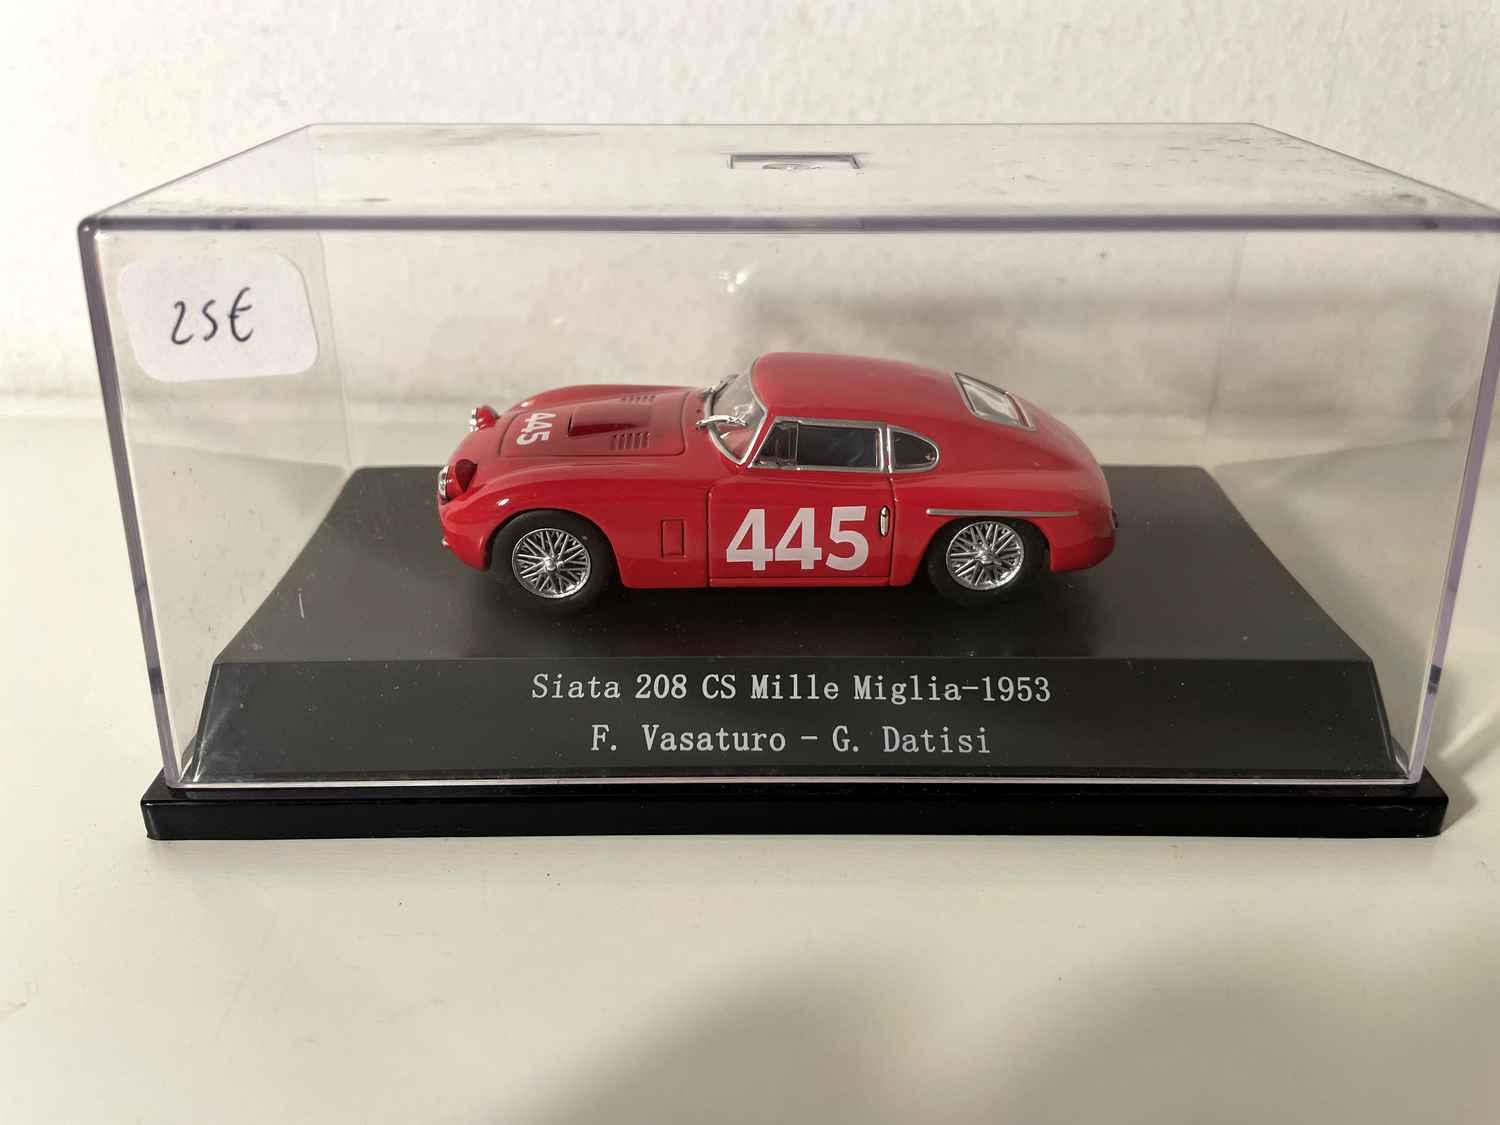 25€
445
445
Siata 208 CS Mille Miglia-1953
F. Vasaturo - G. Datisi